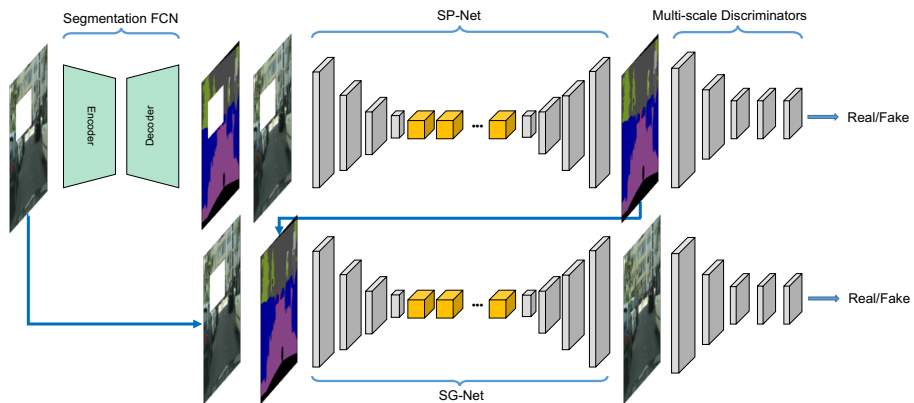 Segmentation FCN
SP-Net
Multi-scale Discriminators
Encoder
Decoder
...
Real/Fake
...
Real/Fake
SG-Net